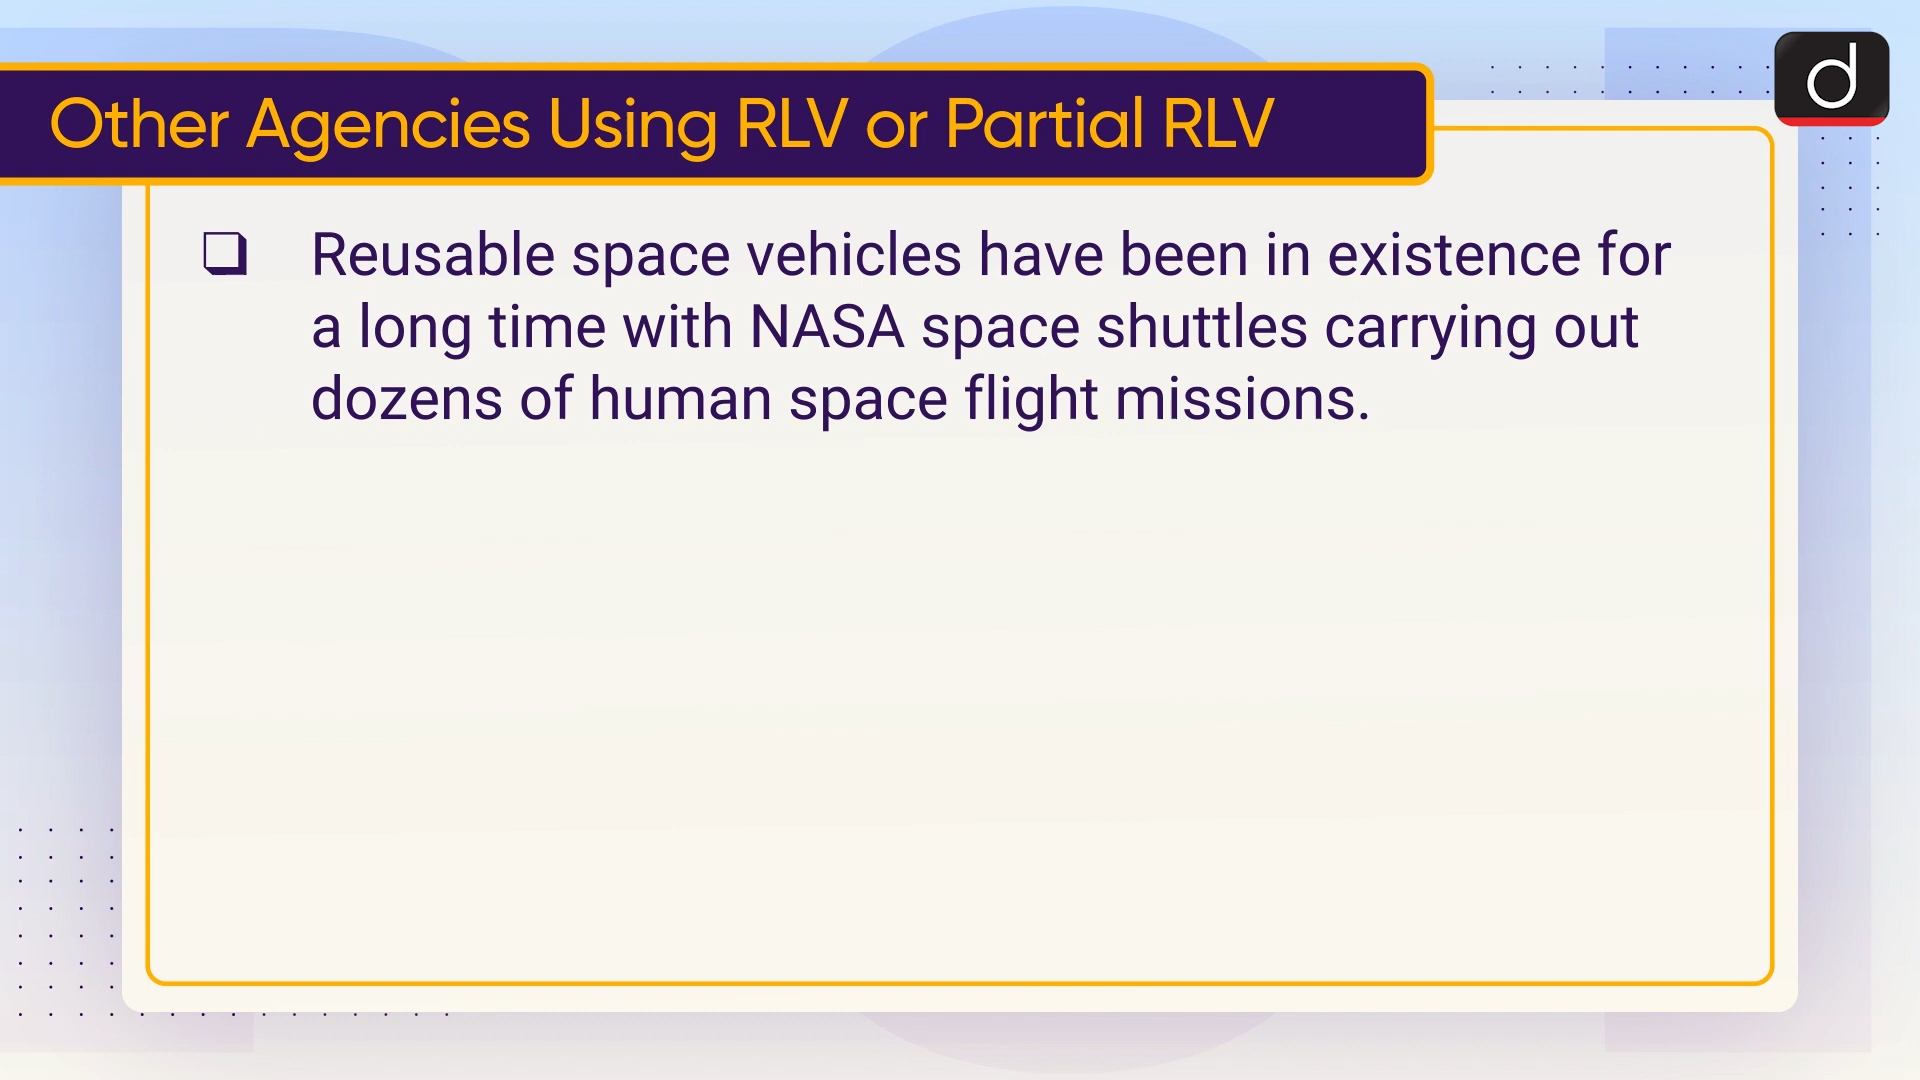 Other Agencies Using RLV or Partial RLV
d
❑ Reusable space vehicles have been in existence for
a long time with NASA space shuttles carrying out
dozens of human space flight missions.